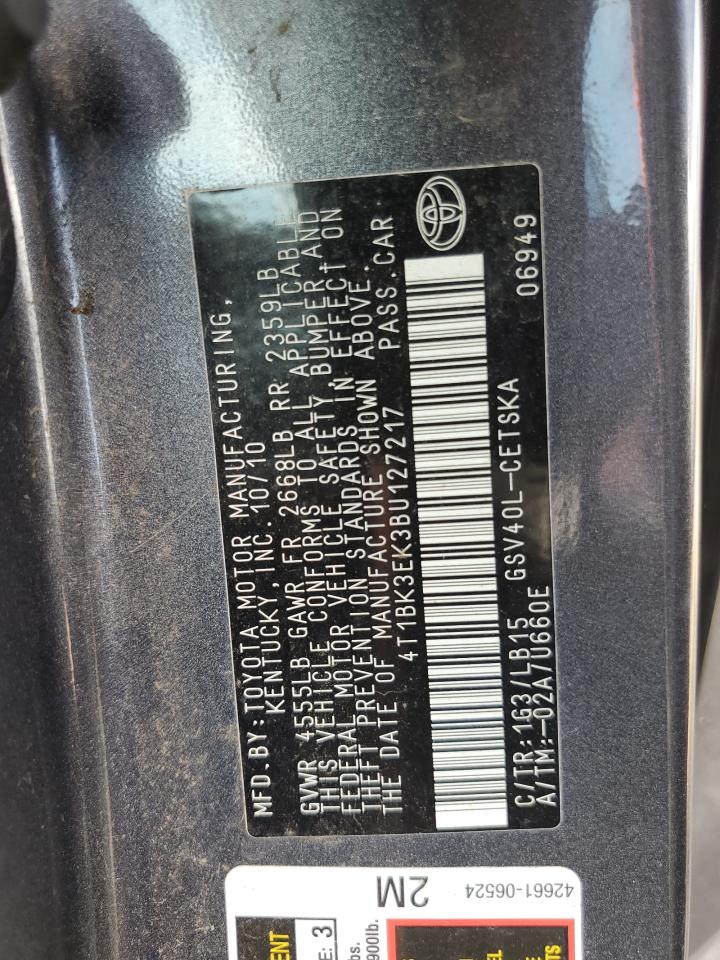 MFD.BY:TOYOTA MOTOR MANUFACTURING,
KENTUCKY, INC. 10/10
GVWR 4555LB GAWR FR 2668LB RR 2359LB
THIS VEHICLE CONFORMS TO ALL APPLICABLE
FEDERAL MOTOR VEHICLE SAFETY, BUMPER AND
THEFT PREVENTION STANDARDS IN EFFECT ON
THE DATE OF MANUFACTURE SHOWN ABOVE.
4T1BK3EK3BU127217 PASS.CAR
C/TR:1G3/LB15 GSV40L-CETSKA 06949
A/TM:-02A/U660E
2M
42661-06524
3
900lb.